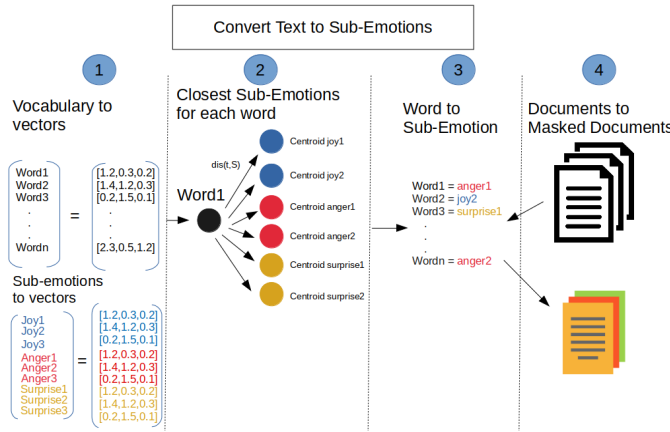 Convert Text to Sub-Emotions
1
2
3
4
Vocabulary to
vectors
Word1
Word2
Word3
.
.
.
Wordn
=
[1.2,0.3,0.2]
[1.4,1.2,0.3]
[0.2,1.5,0.1]
.
.
.
[2.3,0.5,1.2]
Sub-emotions
to vectors
Joy1
Joy2
Joy3
Anger1
Anger2
Anger3
Surprise1
Surprise2
Surprise3
=
[1.2,0.3,0.2]
[1.4,1.2,0.3]
[0.2,1.5,0.1]
[1.2,0.3,0.2]
[1.4,1.2,0.3]
[0.2,1.5,0.1]
[1.2,0.3,0.2]
[1.4,1.2,0.3]
[0.2,1.5,0.1]
Closest Sub-Emotions
for each word
dis(t,S)
Word1
Centroid joy1
Centroid joy2
Centroid anger1
Centroid anger2
Centroid surprise1
Centroid surprise2
Word to
Sub-Emotion
Word1 = anger1
Word2 = joy2
Word3 = surprise1
.
.
.
Wordn = anger2
Documents to
Masked Documents